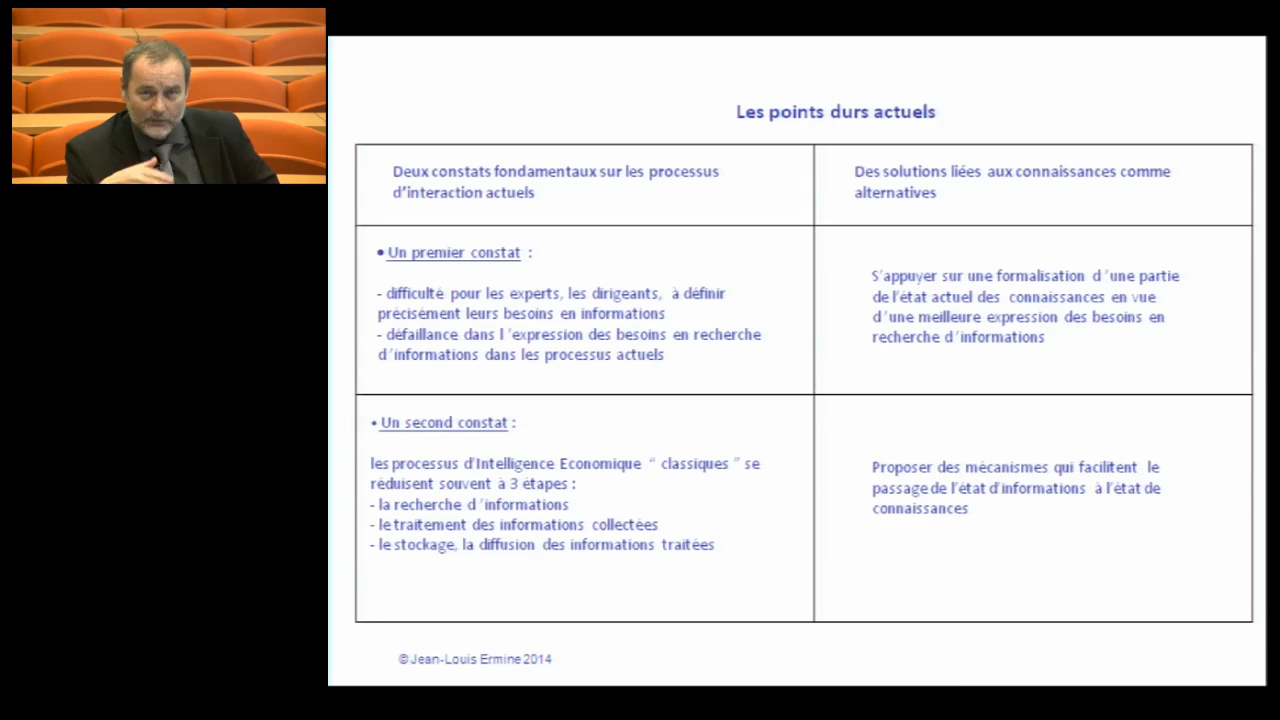 Les points durs actuels
Deux constats fondamentaux sur les processus
d'interaction actuels
Des solutions liées aux connaissances comme
alternatives
• Un premier constat :
- difficulté pour les experts, les dirigeants, à définir
précisément leurs besoins en informations
- défaillance dans l 'expression des besoins en recherche
d'informations dans les processus actuels
S'appuyer sur une formalisation d 'une partie
de l'état actuel des connaissances en vue
d'une meilleure expression des besoins en
recherche d'informations
• Un second constat :
les processus d'Intelligence Economique “ classiques ” se
réduisent souvent à 3 étapes :
- la recherche d 'informations
- le traitement des informations collectées
- le stockage, la diffusion des informations traitées
Proposer des mécanismes qui facilitent le
passage de l'état d'informations à l'état de
connaissances
© Jean-Louis Ermine 2014